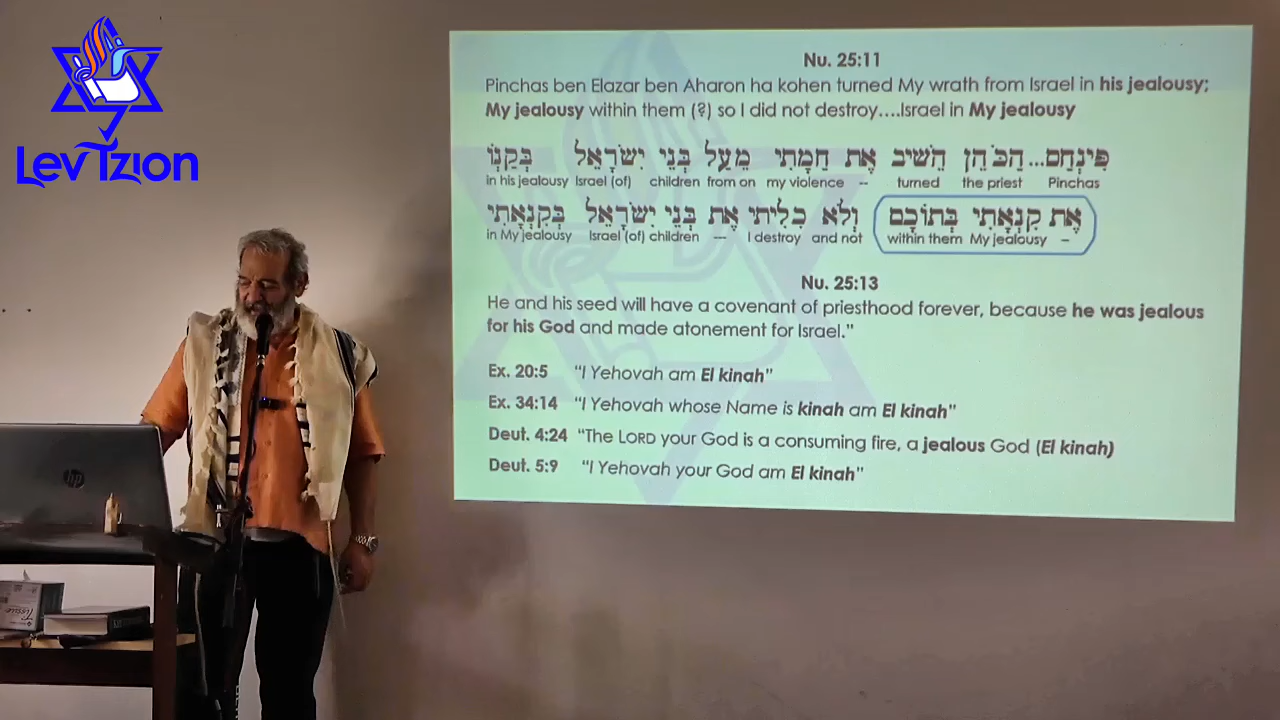 Lev Tzion
Nu. 25:11
Pinchas ben Elazar ben Aharon ha kohen turned My wrath from Israel in his jealousy;
My jealousy within them (?) so I did not destroy....Israel in My jealousy
פִּינְחָם...הַכֹּהֵן הֵשִׁיב אֶת חֲמָתִי מֵעַל בְּנֵי יִשְׂרָאֵל בְּקַנְוֹ
in his jealousy Israel (of) children from on my violence -- turned the priest Pinchas
אֶת קִנְאָתִי בְּתוֹכָם וְלֹא כִלִּיתִי אֶת בְּנֵי יִשְׂרָאֵל בְּקִנְאָתִי
in My jealousy Israel (of) children --- I destroy and not within them My jealousy –
Nu. 25:13
He and his seed will have a covenant of priesthood forever, because he was jealous
for his God and made atonement for Israel."
Ex. 20:5 "I Yehovah am El kinah"
Ex. 34:14 "I Yehovah whose Name is kinah am El kinah"
Deut. 4:24 "The LORD your God is a consuming fire, a jealous God (El kinah)
Deut. 5:9 "I Yehovah your God am El kinah"
hp
Tissue